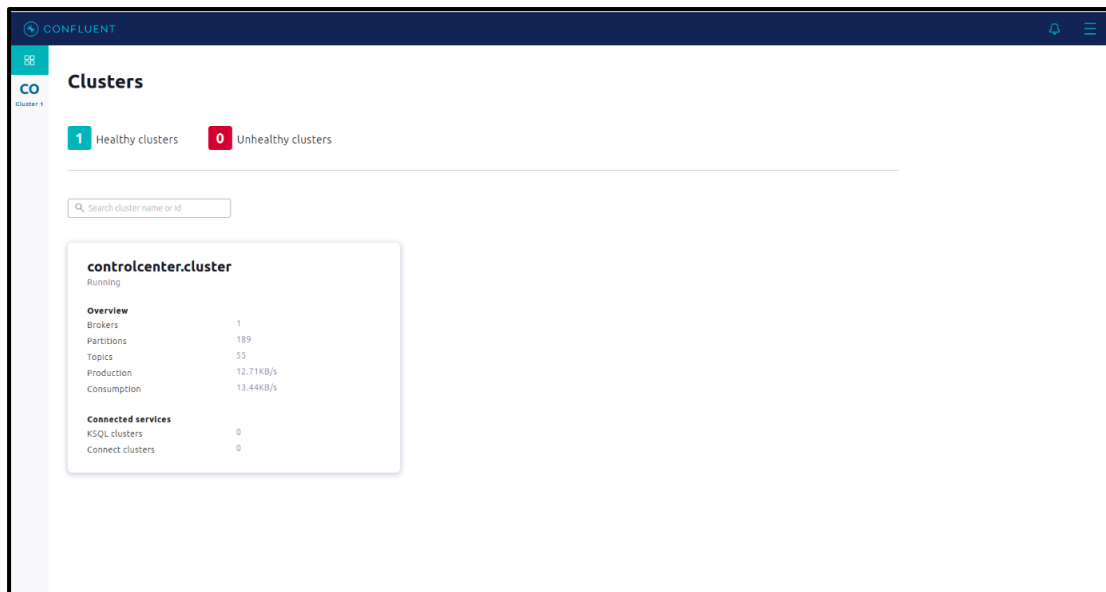 CONFLUENT
CO
Cluster 1
Clusters
1 Healthy clusters 0 Unhealthy clusters
Search cluster name or Id
controlcenter.cluster
Running
Overview
Brokers 1
Partitions 189
Topics 55
Production 12.71KB/s
Consumption 13.44KB/s
Connected services
KSQL clusters 0
Connect clusters 0